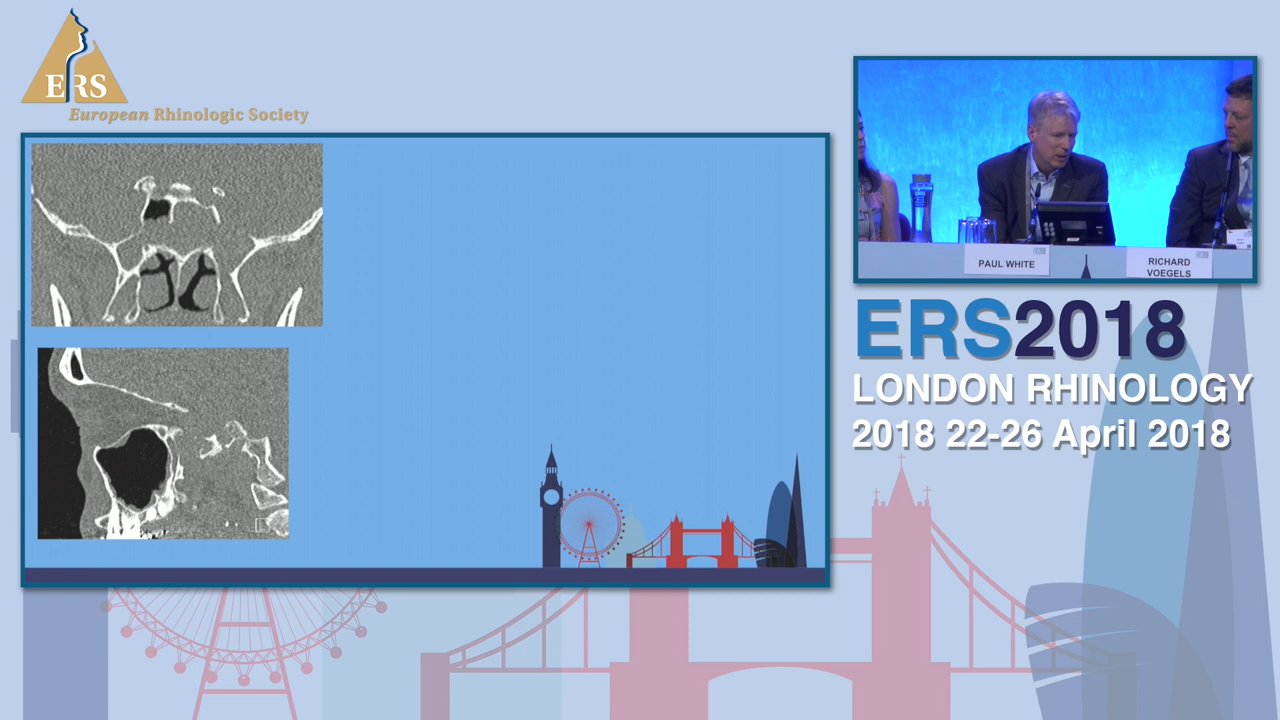 ERS
European Rhinologic Society
PAUL WHITE
RICHARD
VOEGELS
ERS2018
LONDON RHINOLOGY
2018 22-26 April 2018